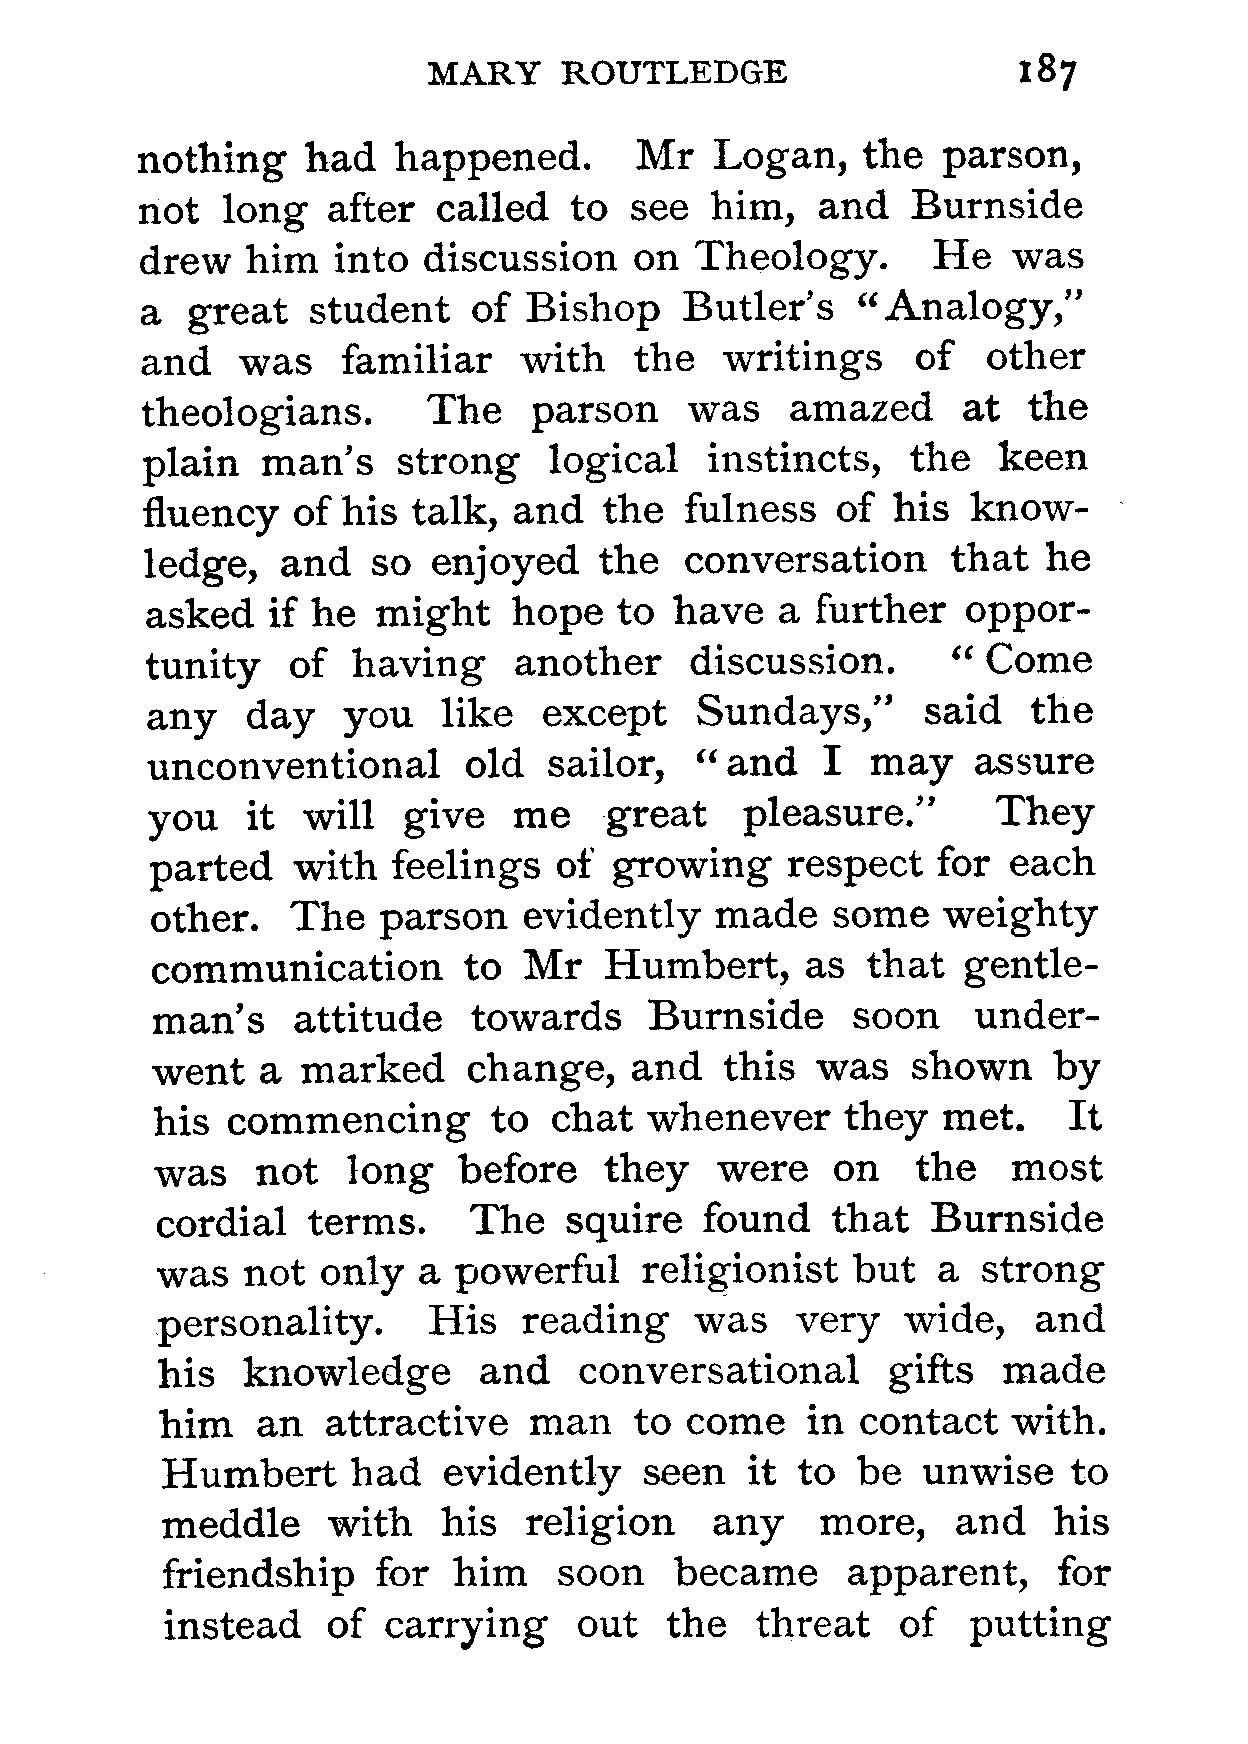 MARY ROUTLEDGE 187
nothing had happened. Mr Logan, the parson,
not long after called to see him, and Burnside
drew him into discussion on Theology. He was
a great student of Bishop Butler's “Analogy,”
and was familiar with the writings of other
theologians. The parson was amazed at the
plain man's strong logical instincts, the keen
fluency of his talk, and the fulness of his know-
ledge, and so enjoyed the conversation that he
asked if he might hope to have a further oppor-
tunity of having another discussion. “Come
any day you like except Sundays,” said the
unconventional old sailor, “and I may assure
you it will give me great pleasure.” They
parted with feelings of growing respect for each
other. The parson evidently made some weighty
communication to Mr Humbert, as that gentle-
man's attitude towards Burnside soon under-
went a marked change, and this was shown by
his commencing to chat whenever they met. It
was not long before they were on the most
cordial terms. The squire found that Burnside
was not only a powerful religionist but a strong
personality. His reading was very wide, and
his knowledge and conversational gifts made
him an attractive man to come in contact with.
Humbert had evidently seen it to be unwise to
meddle with his religion any more, and his
friendship for him soon became apparent, for
instead of carrying out the threat of putting